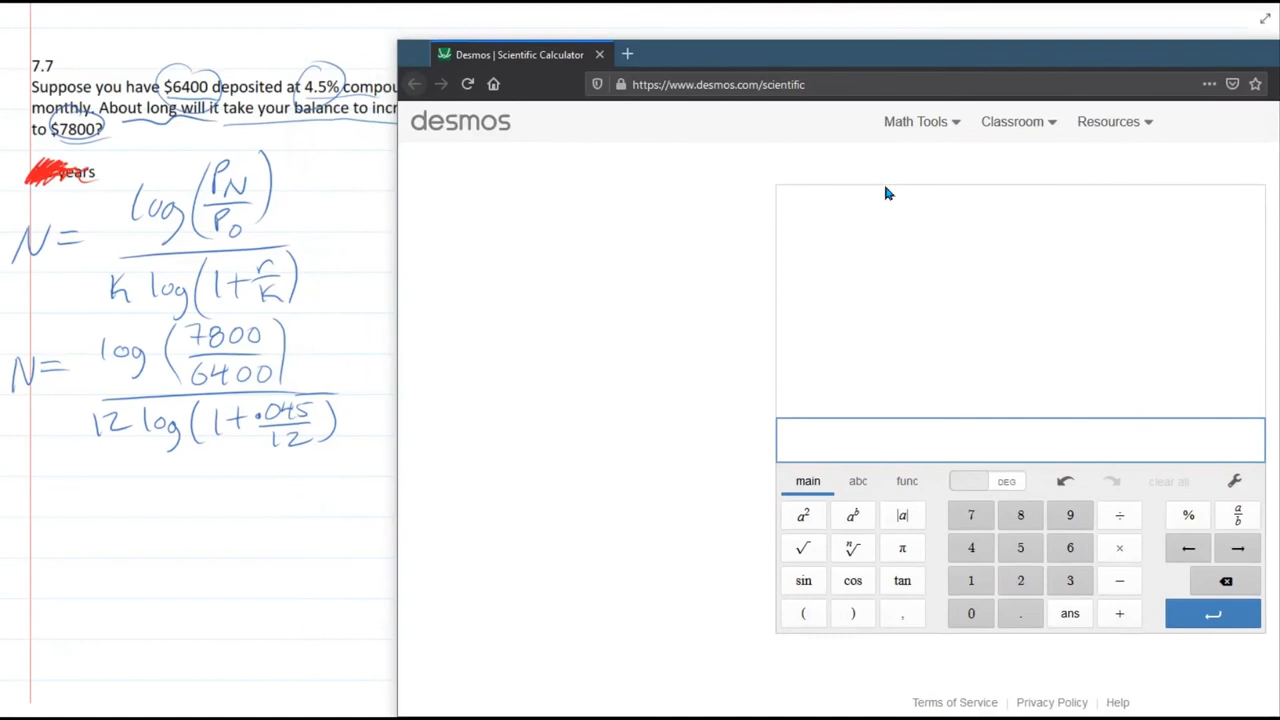 7.7
Suppose you have $6400 deposited at 4.5% compou
monthly. About long will it take your balance to incr
to $7800?
ears
N = log(P_N/P_0)
K log(1+r/K)
N = log(7800/6400)
12 log(1+.045/12)
Desmos | Scientific Calculator
https://www.desmos.com/scientific
desmos
Math Tools Classroom Resources
main abc func DEG clear all
a² aᵇ |a| 7 8 9 ÷ % a/b
√ ⁿ√ π 4 5 6 × ← →
sin cos tan 1 2 3 −
( ) , 0 . ans +
Terms of Service | Privacy Policy | Help